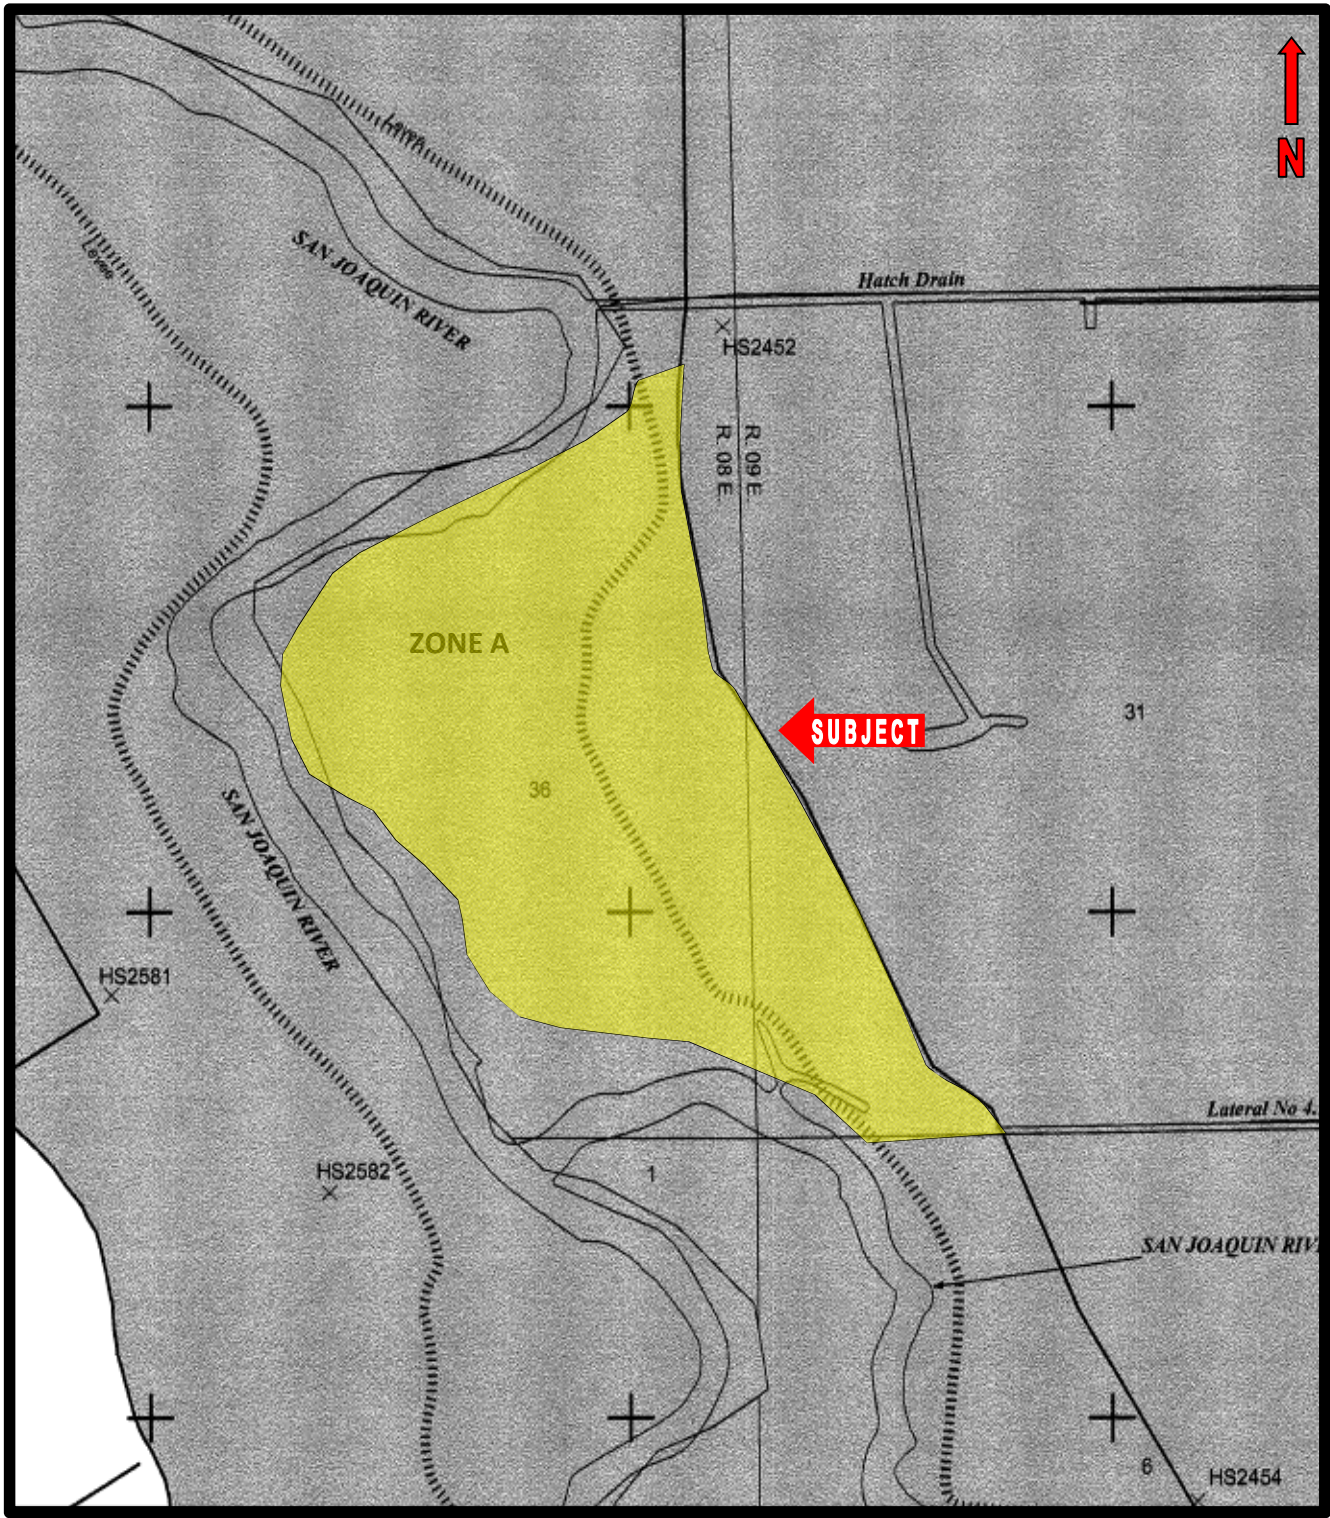 N
Levee
Levee
SAN JOAQUIN RIVER
Hatch Drain
HS2452
R. 08 E.
R. 09 E.
ZONE A
SUBJECT
31
36
SAN JOAQUIN RIVER
HS2581
Lateral No 4.
HS2582
1
SAN JOAQUIN RIV
6
HS2454